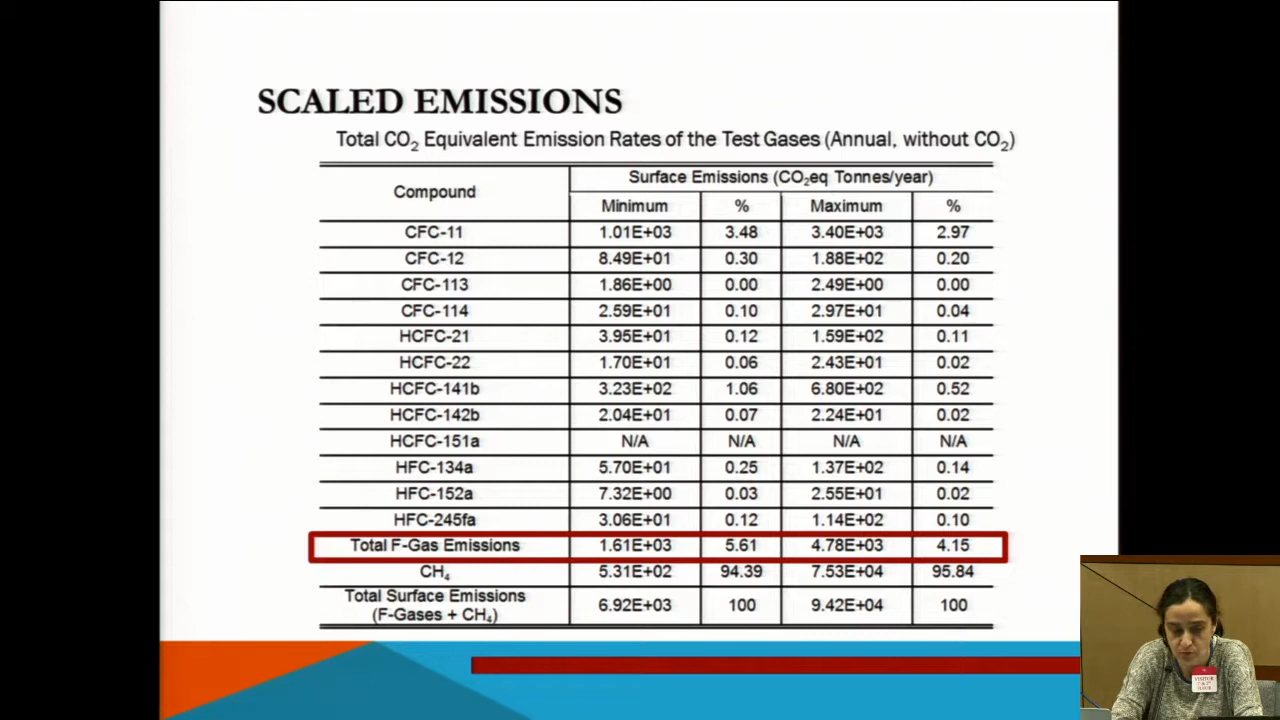 SCALED EMISSIONS
Total CO₂ Equivalent Emission Rates of the Test Gases (Annual, without CO₂)
Compound Surface Emissions (CO₂eq Tonnes/year)
Minimum % Maximum %
CFC-11 1.01E+03 3.48 3.40E+03 2.97
CFC-12 8.49E+01 0.30 1.88E+02 0.20
CFC-113 1.86E+00 0.00 2.49E+00 0.00
CFC-114 2.59E+01 0.10 2.97E+01 0.04
HCFC-21 3.95E+01 0.12 1.59E+02 0.11
HCFC-22 1.70E+01 0.06 2.43E+01 0.02
HCFC-141b 3.23E+02 1.06 6.80E+02 0.52
HCFC-142b 2.04E+01 0.07 2.24E+01 0.02
HCFC-151a N/A N/A N/A N/A
HFC-134a 5.70E+01 0.25 1.37E+02 0.14
HFC-152a 7.32E+00 0.03 2.55E+01 0.02
HFC-245fa 3.06E+01 0.12 1.14E+02 0.10
Total F-Gas Emissions 1.61E+03 5.61 4.78E+03 4.15
CH₄ 5.31E+02 94.39 7.53E+04 95.84
Total Surface Emissions
(F-Gases + CH₄) 6.92E+03 100 9.42E+04 100
VISITOR